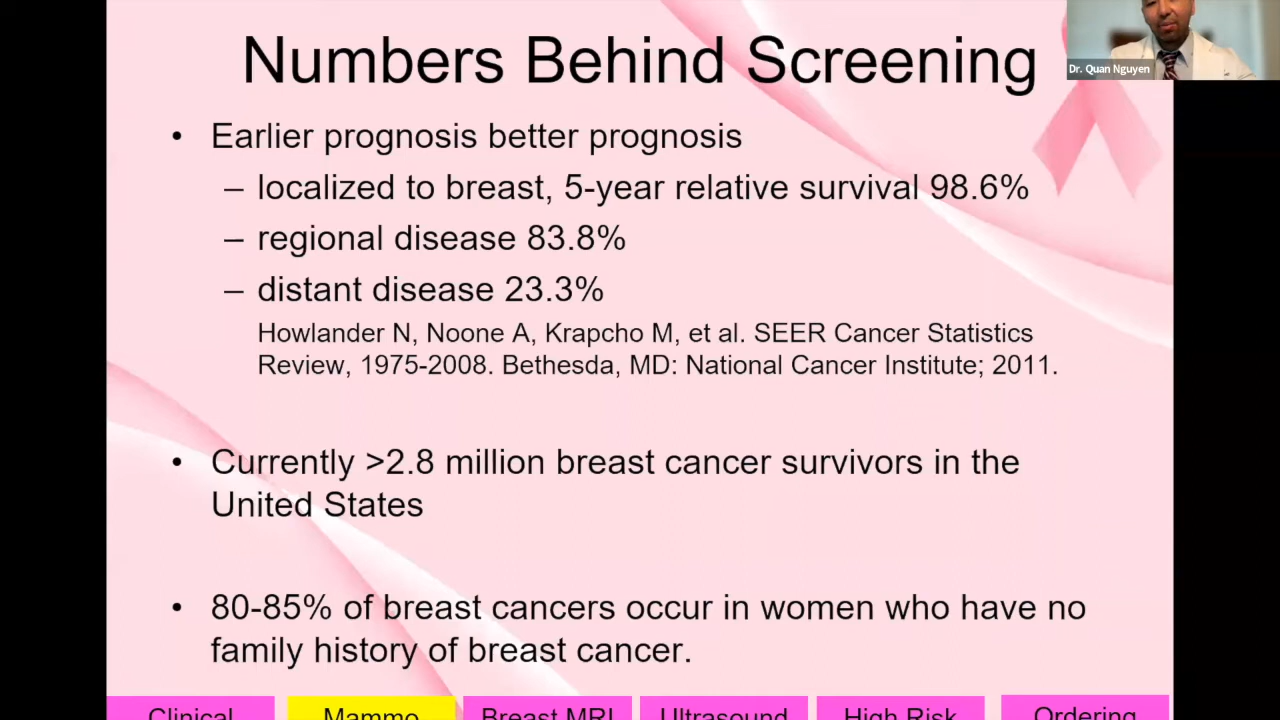 Numbers Behind Screening
Dr. Quan Nguyen
• Earlier prognosis better prognosis
– localized to breast, 5-year relative survival 98.6%
– regional disease 83.8%
– distant disease 23.3%
Howlander N, Noone A, Krapcho M, et al. SEER Cancer Statistics
Review, 1975-2008. Bethesda, MD: National Cancer Institute; 2011.
• Currently >2.8 million breast cancer survivors in the
United States
• 80-85% of breast cancers occur in women who have no
family history of breast cancer.
Clinical
Mammo
Breast MRI
Ultrasound
High Risk
Ordering